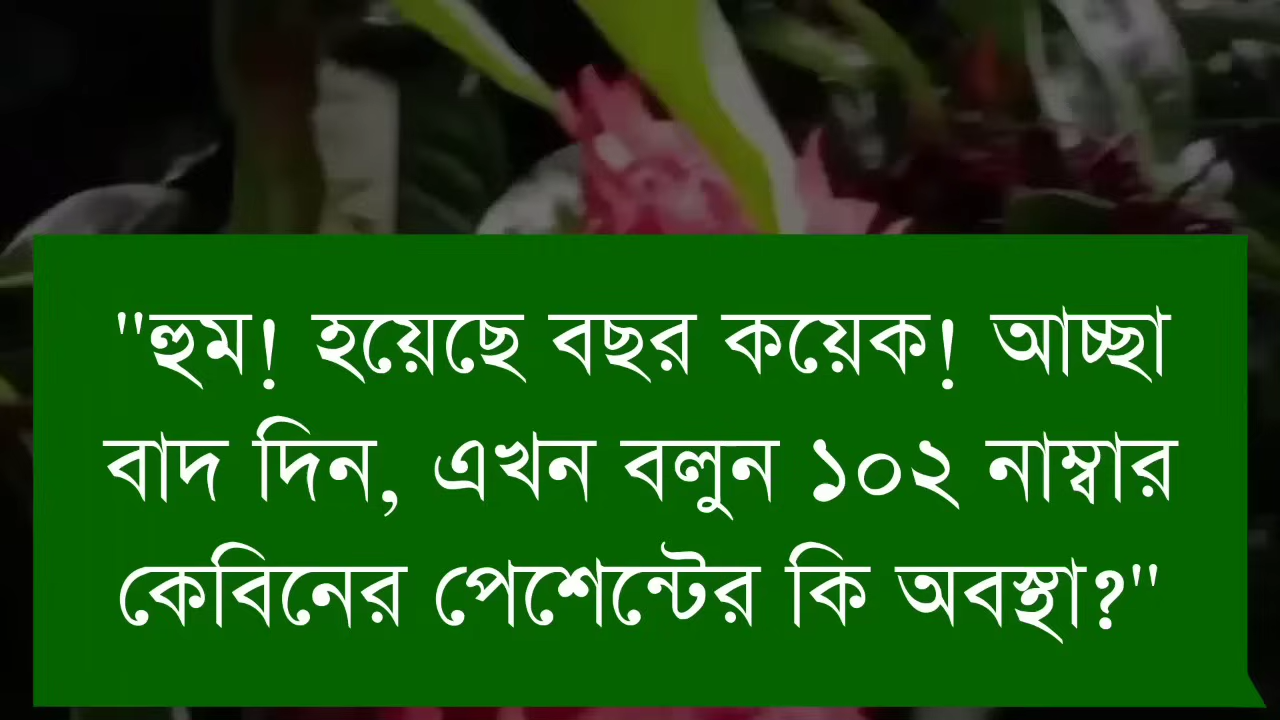 "হুম! হয়েছে বছর কয়েক! আচ্ছা
বাদ দিন, এখন বলুন ১০২ নাম্বার
কেবিনের পেশেন্টের কি অবস্থা?"